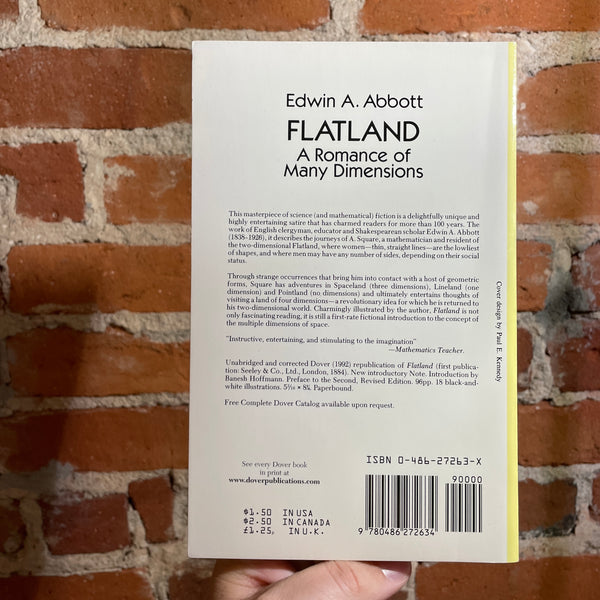 Edwin A. Abbott
FLATLAND
A Romance of
Many Dimensions
This masterpiece of science (and mathematical) fiction is a delightfully unique and
highly entertaining satire that has charmed readers for more than 100 years. The
work of English clergyman, educator and Shakespearean scholar Edwin A. Abbott
(1838–1926), it describes the journeys of A. Square, a mathematician and resident of
the two-dimensional Flatland, where women—thin, straight lines—are the lowliest
of shapes, and where men may have any number of sides, depending on their social
status.
Through strange occurrences that bring him into contact with a host of geometric
forms, Square has adventures in Spaceland (three dimensions), Lineland (one
dimension) and Pointland (no dimensions) and ultimately entertains thoughts of
visiting a land of four dimensions—a revolutionary idea for which he is returned to
his two-dimensional world. Charmingly illustrated by the author, Flatland is not
only fascinating reading, it is still a first-rate fictional introduction to the concept of
the multiple dimensions of space.
"Instructive, entertaining, and stimulating to the imagination"
—Mathematics Teacher.
Unabridged and corrected Dover (1992) republication of Flatland (first publica-
tion: Seeley & Co., Ltd., London, 1884). New introductory Note. Introduction by
Banesh Hoffmann. Preface to the Second, Revised Edition. 96pp. 18 black-and-
white illustrations. 5³⁄₁₆ × 8¼. Paperbound.
Free Complete Dover Catalog available upon request.
Cover design by Paul E. Kennedy
See every Dover book
in print at
www.doverpublications.com
ISBN 0-486-27263-X
90000
9 780486 272634
$1.50 IN USA
$2.50 IN CANADA
£1.25 IN U.K.